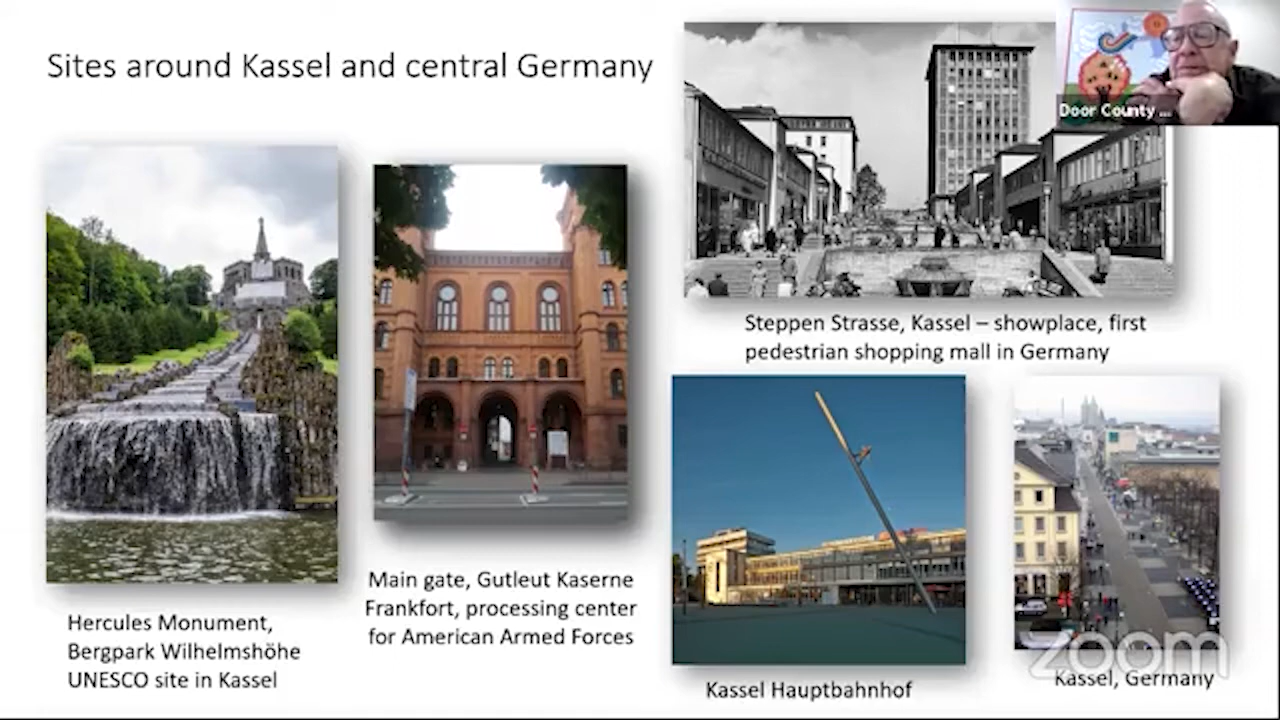 Sites around Kassel and central Germany
Door County ...
Steppen Strasse, Kassel – showplace, first
pedestrian shopping mall in Germany
Main gate, Gutleut Kaserne
Frankfort, processing center
for American Armed Forces
Hercules Monument,
Bergpark Wilhelmshöhe
UNESCO site in Kassel
Kassel Hauptbahnhof
Kassel, Germany
zoom